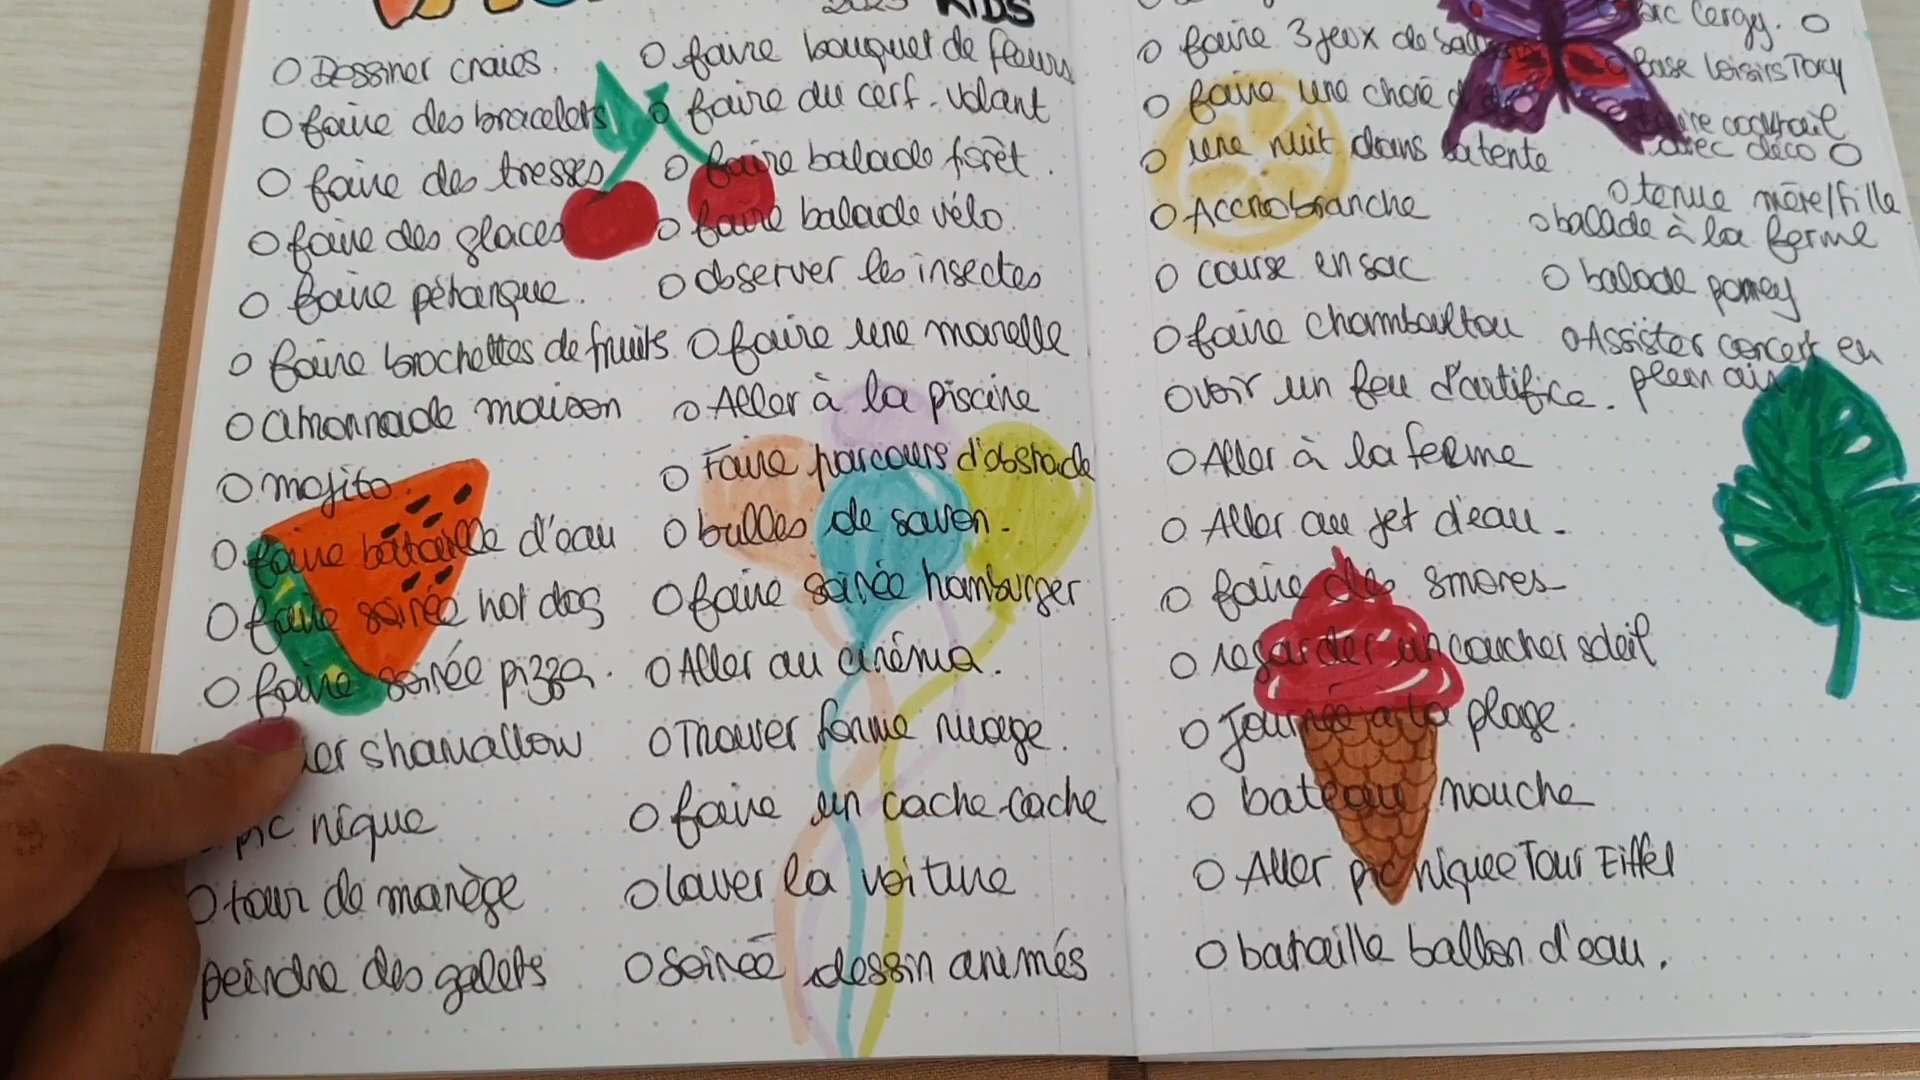 2023 KIDS
O Dessiner craies.
O faire des bracelets
O faire des tresses
O faire des glaces
O faire pétanque.
O faire brochettes de fruits
O amonnade maison
O mojito.
O faire bataille d'eau
O faire soirée hot dog
O faire soirée pizza.
shamallow
pic nique
O tour de manège
peindre des galets
O faire bouquet de fleurs
O faire du cerf-volant
O faire balade forêt.
O faire balade vélo.
O observer les insectes
O faire une marelle
O Aller à la piscine
O Faire parcours d'obstacle
O bulles de savon.
O faire soirée hamburger
O Aller au cinéma.
O Trouver forme nuage.
O faire un cache-cache
O laver la voiture
O Soirée dessin animés
O faire 3 jeux de
O faire une choré
O une nuit dans la tente
O Accrobranche
O course en sac
O faire chamboultou
O voir un feu d'artifice.
O Aller à la ferme
O Aller au jet d'eau.
O faire des smores
O regarder un coucher soleil
O Journée a la plage.
O bateau mouche
O Aller pic niquee Tour Eiffel
O bataille ballon d'eau.
Cergy. O
O Base loisirs Torcy
avec déco O
O tenue mère/fille
O balade à la ferme
O balade poney
O Assister concert en
plein air